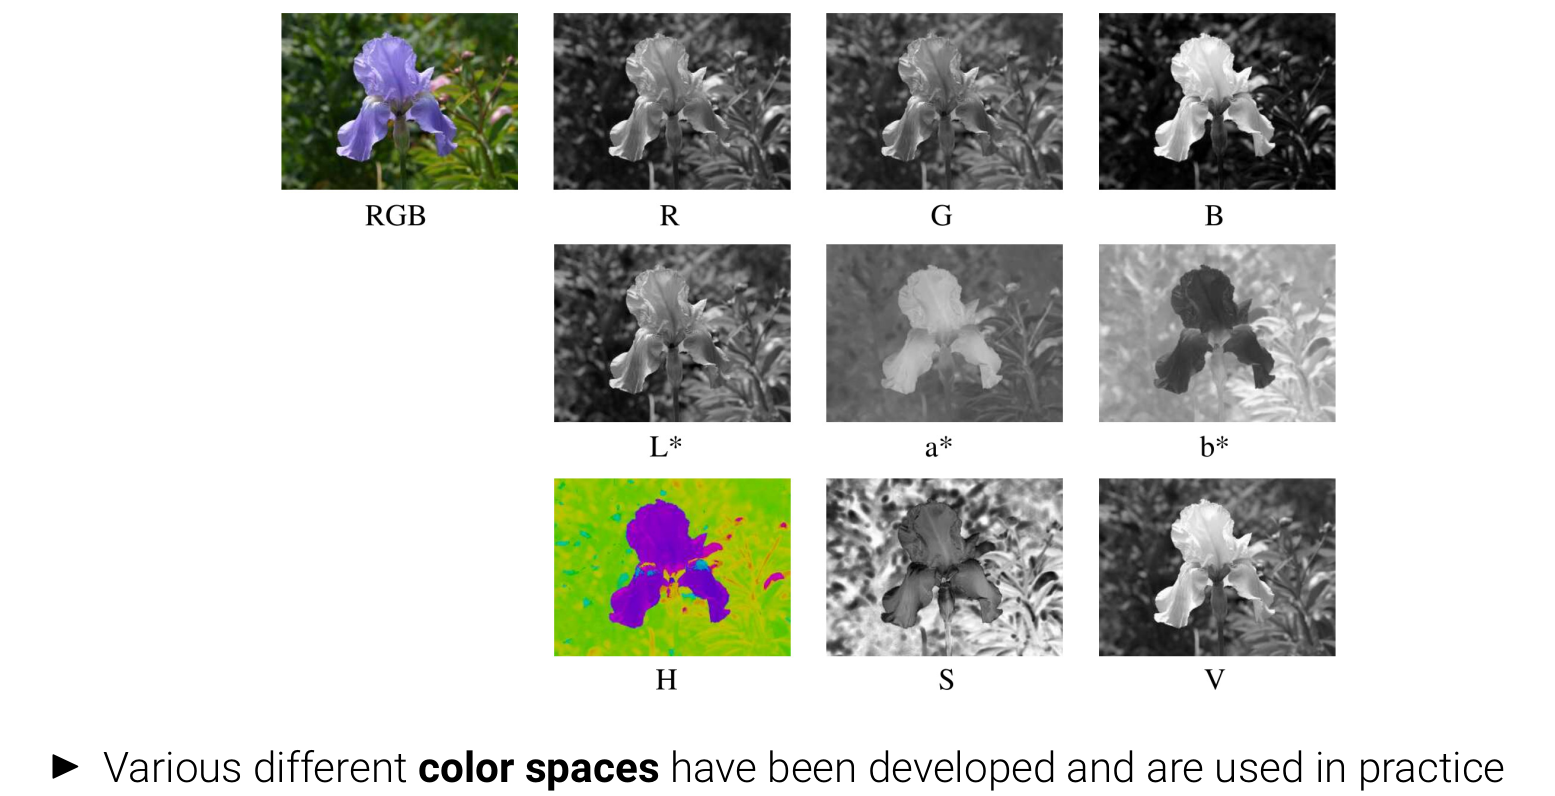 RGB
R
G
B
L*
a*
b*
H
S
V
► Various different color spaces have been developed and are used in practice